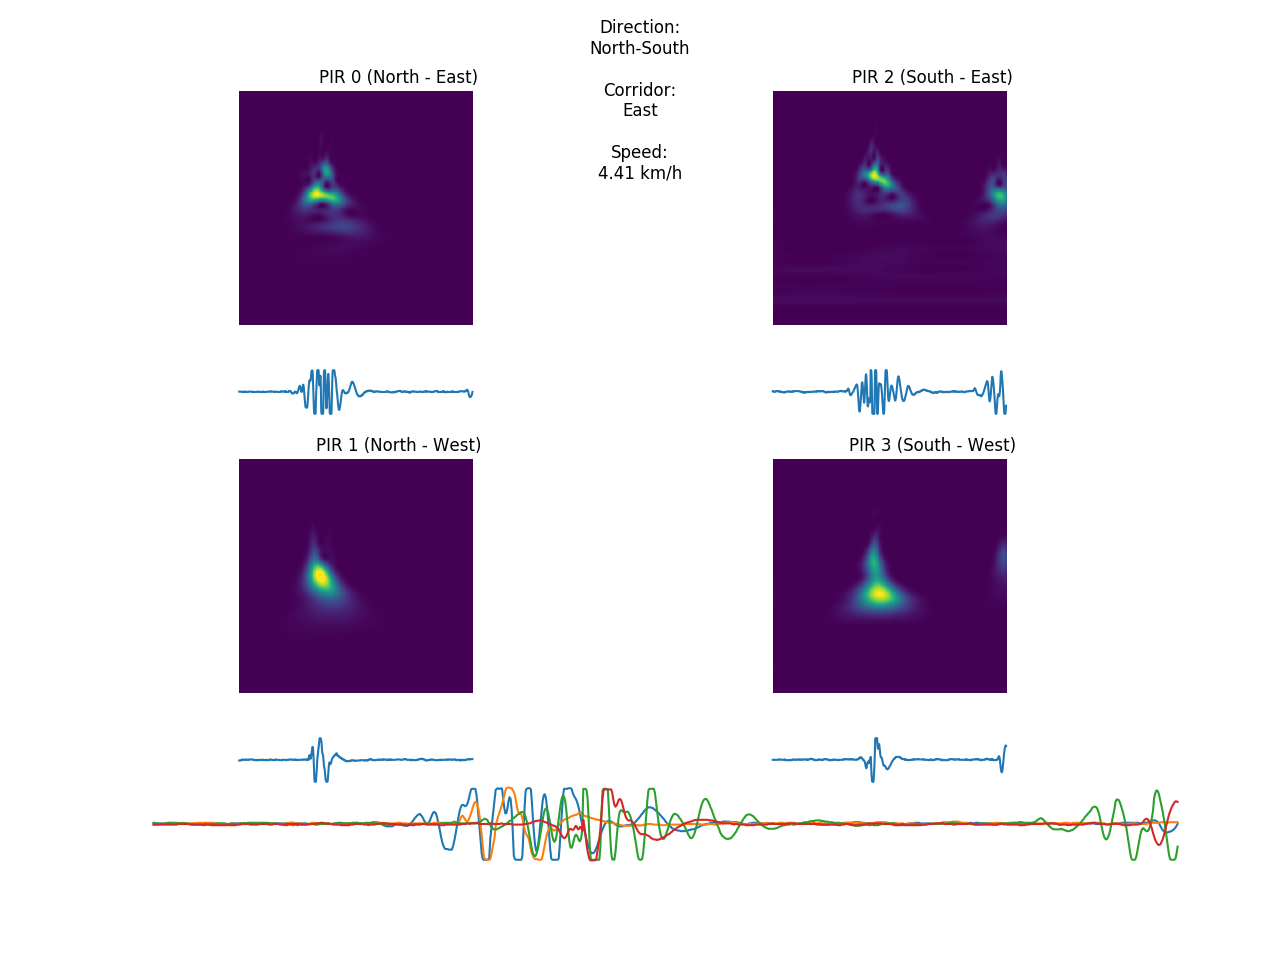 Direction:
North-South
Corridor:
East
Speed:
4.41 km/h
PIR 0 (North - East)
PIR 2 (South - East)
PIR 1 (North - West)
PIR 3 (South - West)